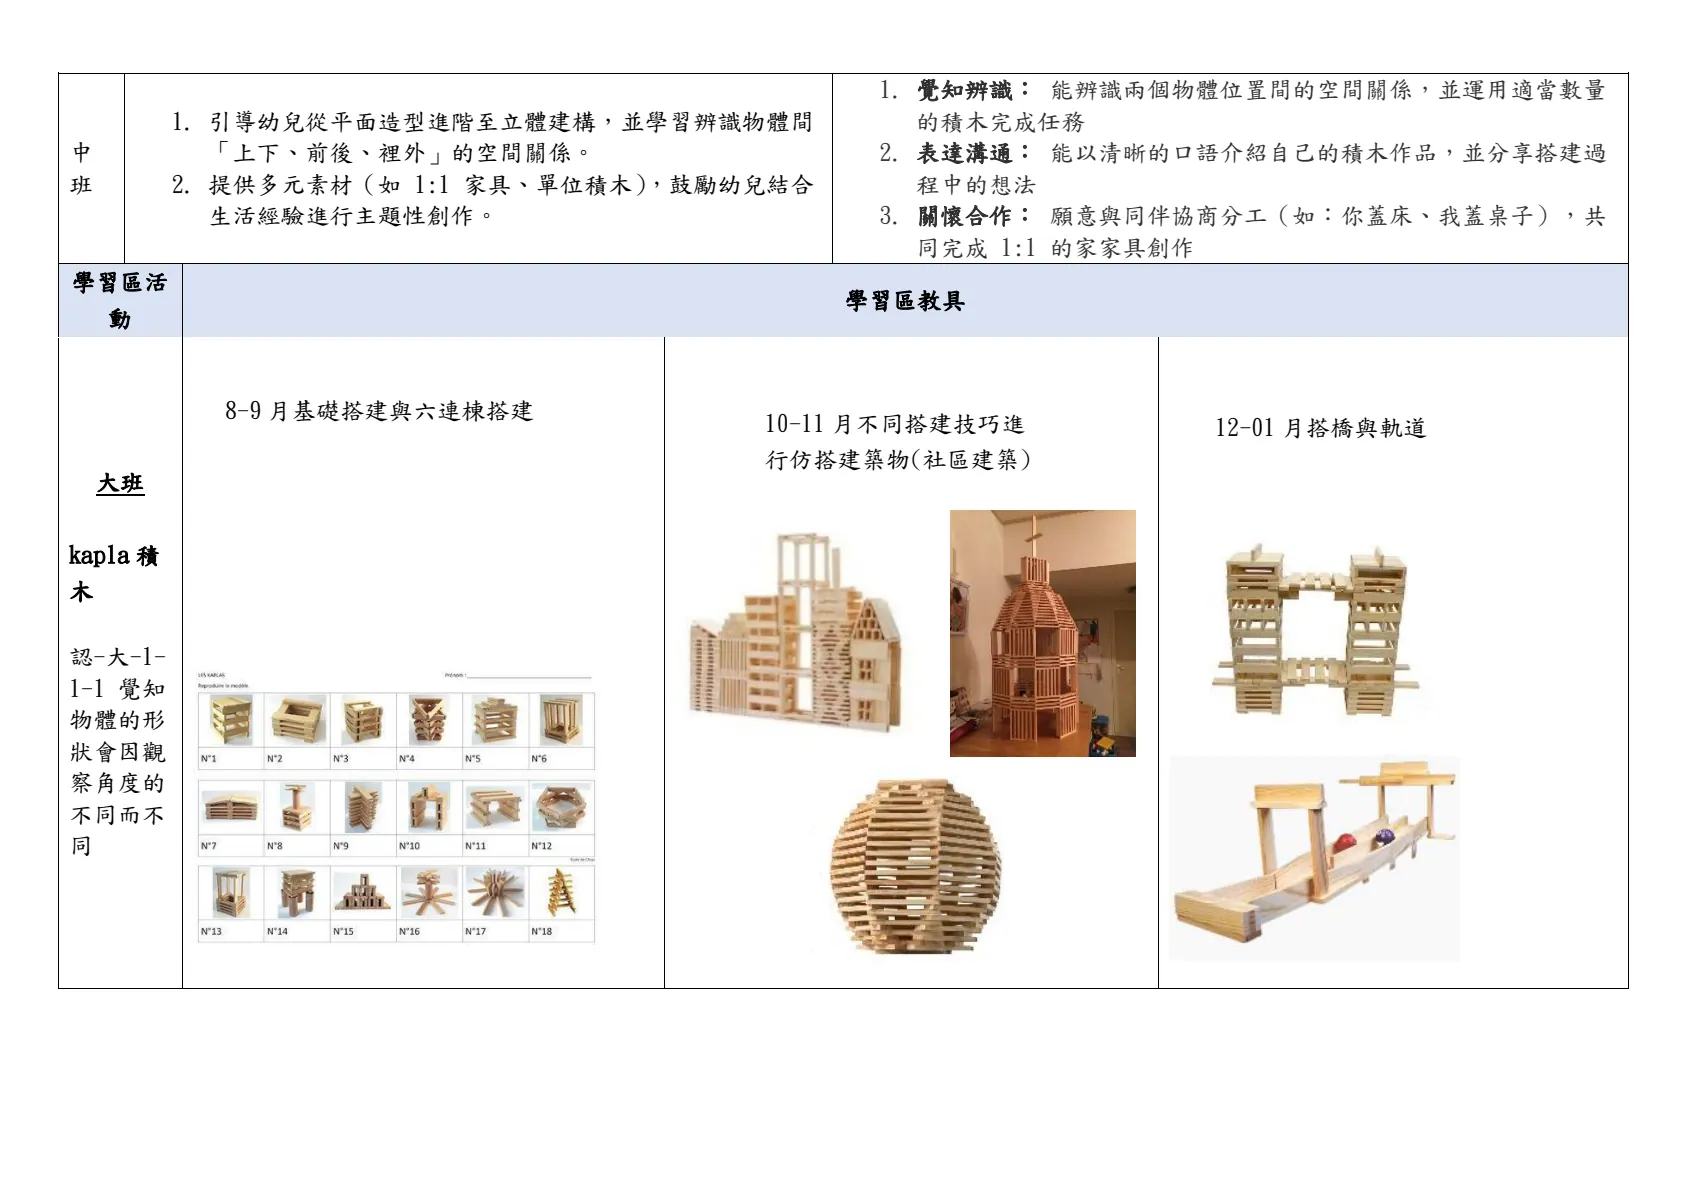 中
班
1. 引導幼兒從平面造型進階至立體建構，並學習辨識物體間
「上下、前後、裡外」的空間關係。
2. 提供多元素材（如 1:1 家具、單位積木），鼓勵幼兒結合
生活經驗進行主題性創作。
1. 覺知辨識： 能辨識兩個物體位置間的空間關係，並運用適當數量
的積木完成任務
2. 表達溝通： 能以清晰的口語介紹自己的積木作品，並分享搭建過
程中的想法
3. 關懷合作： 願意與同伴協商分工（如：你蓋床、我蓋桌子），共
同完成 1:1 的家家具創作
學習區活
動
學習區教具
大班
kapla 積
木
認-大-1-
1-1 覺知
物體的形
狀會因觀
察角度的
不同而不
同
8-9 月基礎搭建與六連棟搭建
LES KAPLAS
Prénom :
Reproduire le modèle.
N°1 N°2 N°3 N°4 N°5 N°6
N°7 N°8 N°9 N°10 N°11 N°12
N°13 N°14 N°15 N°16 N°17 N°18
10-11 月不同搭建技巧進
行仿搭建築物(社區建築)
12-01 月搭橋與軌道